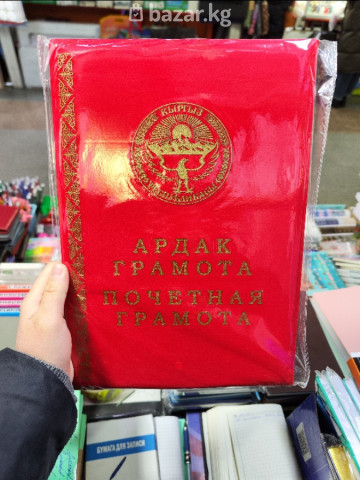 bazar.kg
КЫРГЫЗ
АРДАК
ГРАМОТА
ПОЧЕТНАЯ
ГРАМОТА
БУМАГА ДЛЯ ЗАПИСИ